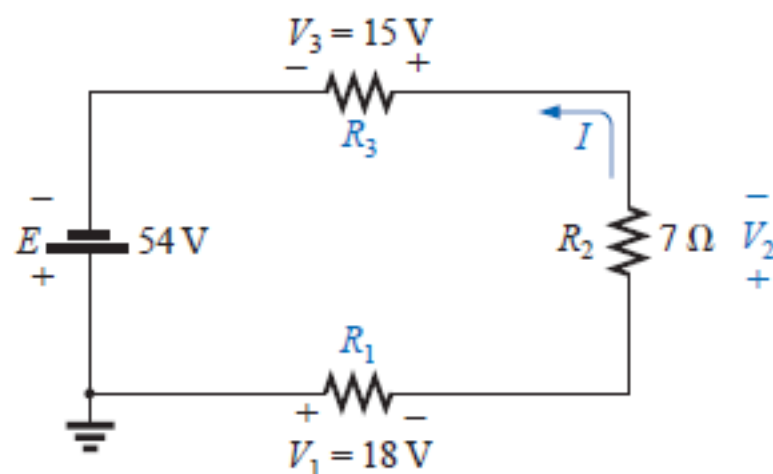 V3 = 15 V
− +
R3
I
−
E 54 V
+
R2 7 Ω
−
V2
+
R1
+ −
V1 = 18 V